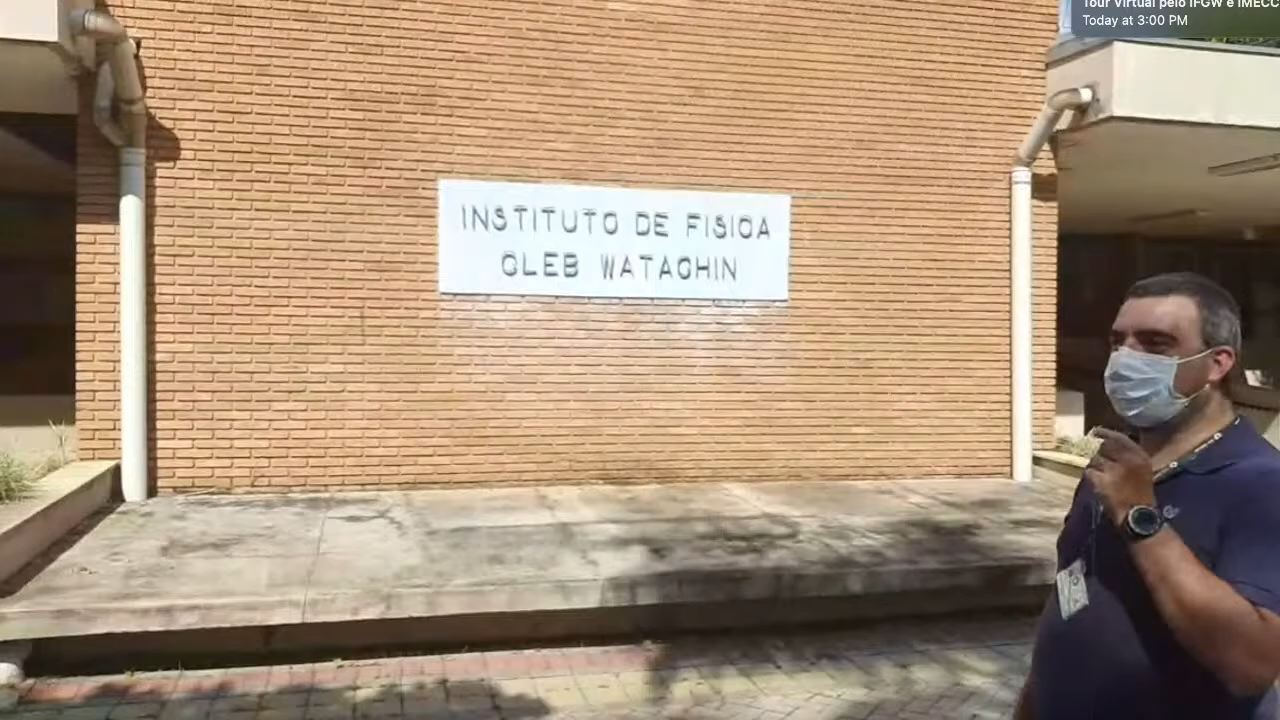 Tour Virtual pelo IFGW e IMECC
Today at 3:00 PM
INSTITUTO DE FISICA
GLEB WATAGHIN